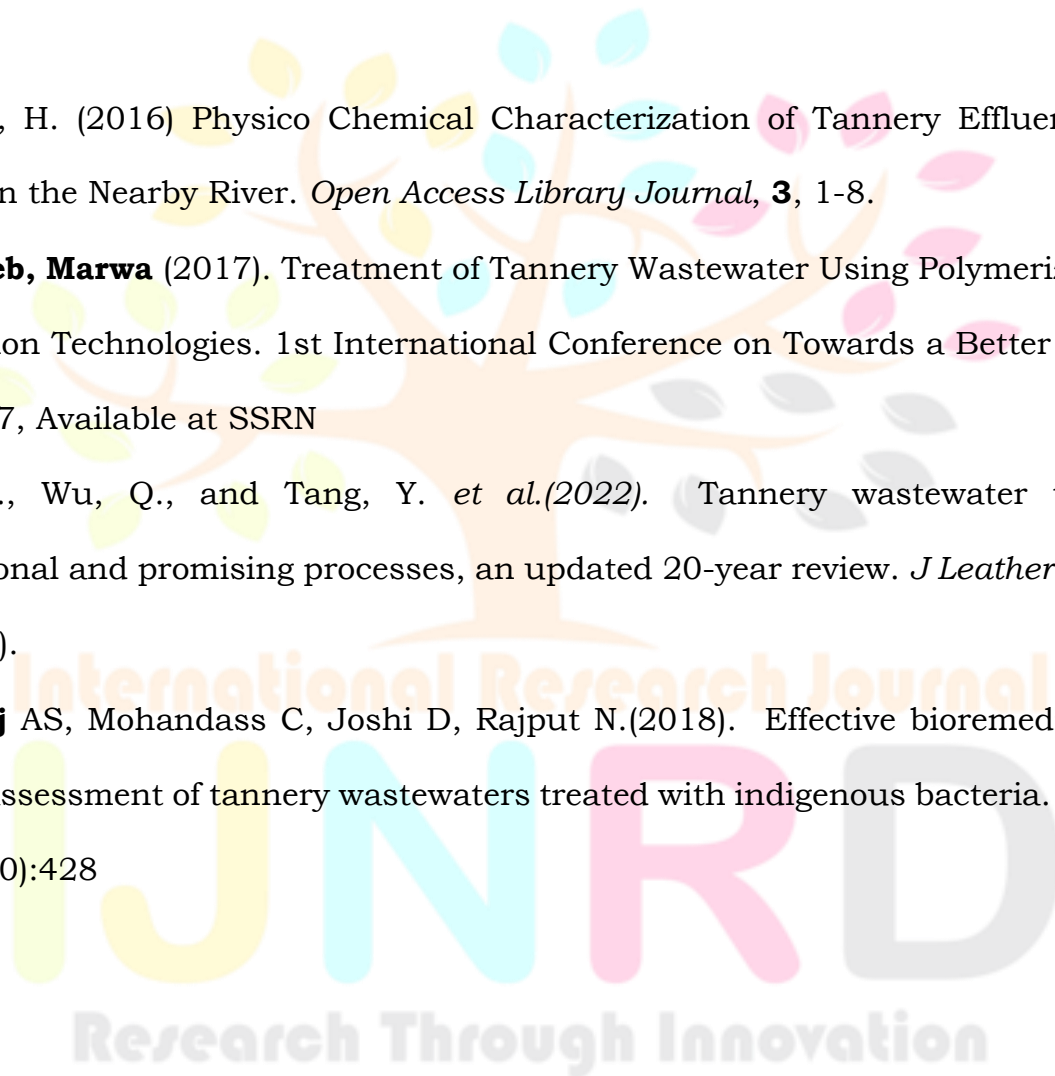 , H. (2016) Physico Chemical Characterization of Tannery Effluen
n the Nearby River. Open Access Library Journal, 3, 1-8.
eb, Marwa (2017). Treatment of Tannery Wastewater Using Polymeriz
ion Technologies. 1st International Conference on Towards a Better
7, Available at SSRN
., Wu, Q., and Tang, Y. et al.(2022). Tannery wastewater
onal and promising processes, an updated 20-year review. J Leather
).
International Research Journal
j AS, Mohandass C, Joshi D, Rajput N.(2018). Effective bioremed
assessment of tannery wastewaters treated with indigenous bacteria.
0):428
IJNRD
Research Through Innovation